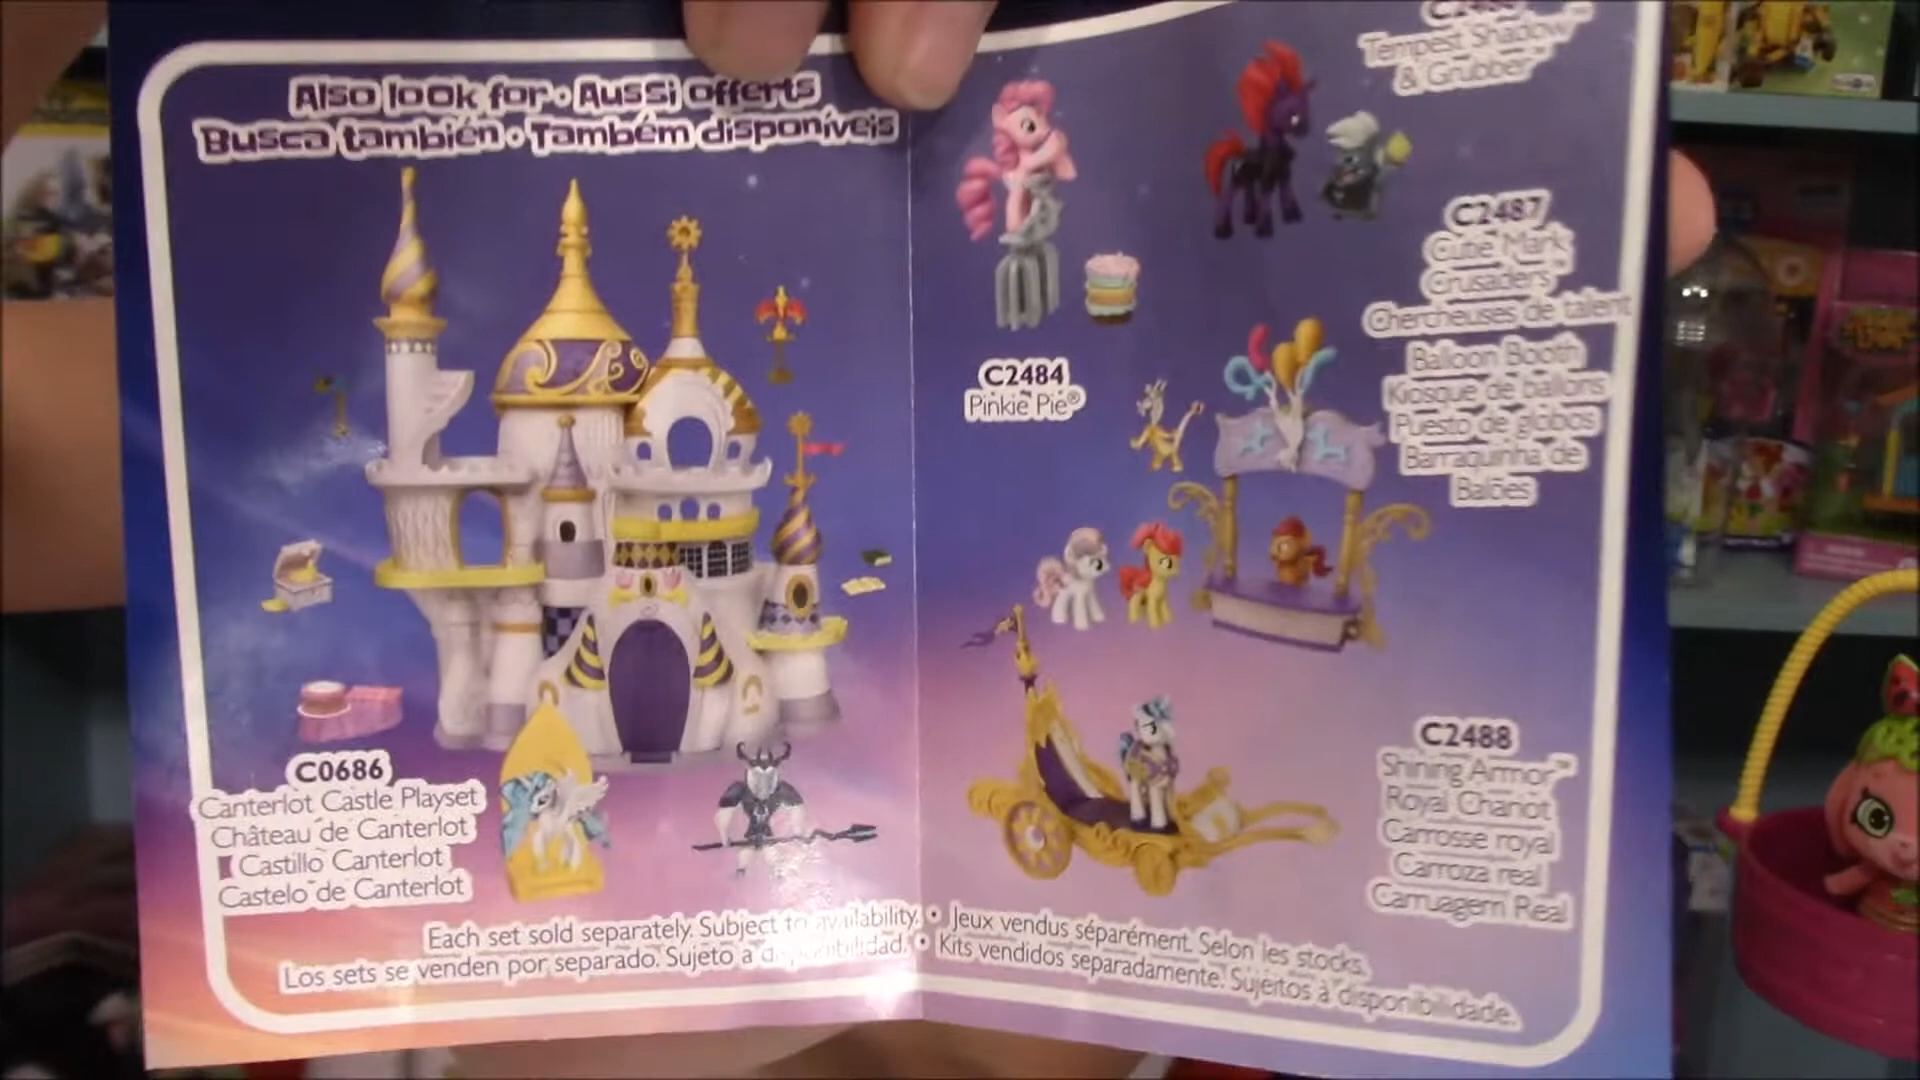 Also look for • Aussi offerts
Busca también • Também disponíveis
Tempest Shadow™
& Grubber™
C2484
Pinkie Pie®
C2487
Cutie Mark
Crusaders™
Chercheuses de talent
Balloon Booth
Kiosque de ballons
Puesto de globos
Barraquinha de
Balões
C0686
Canterlot Castle Playset
Château de Canterlot
Castillo Canterlot
Castelo de Canterlot
C2488
Shining Armor™
Royal Chariot
Carrosse royal
Carroza real
Carruagem Real
Each set sold separately. Subject to availability. • Jeux vendus séparément. Selon les stocks.
Los sets se venden por separado. Sujeto a disponibilidad. • Kits vendidos separadamente. Sujeitos à disponibilidade.